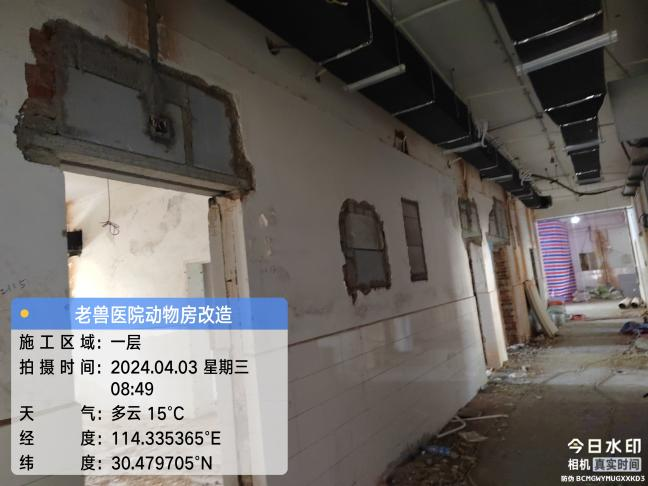 老兽医院动物房改造
施工区域：一层
拍摄时间：2024.04.03 星期三
08:49
天气：多云 15°C
经度：114.335365°E
纬度：30.479705°N
今日水印
相机 真实时间
防伪 BCMGWYMUGXXKD3